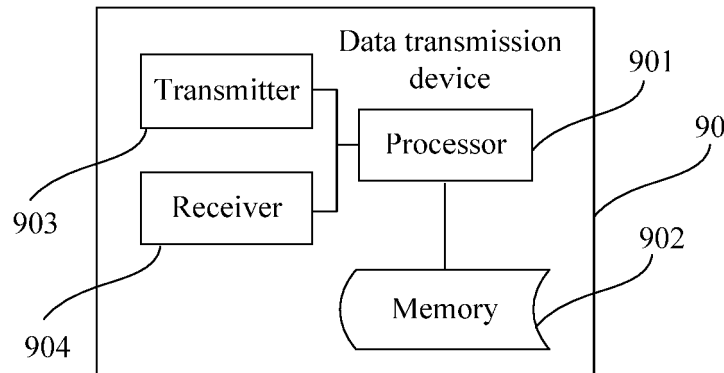 Data transmission
device
901
Transmitter
Processor
90
903
Receiver
902
Memory
904